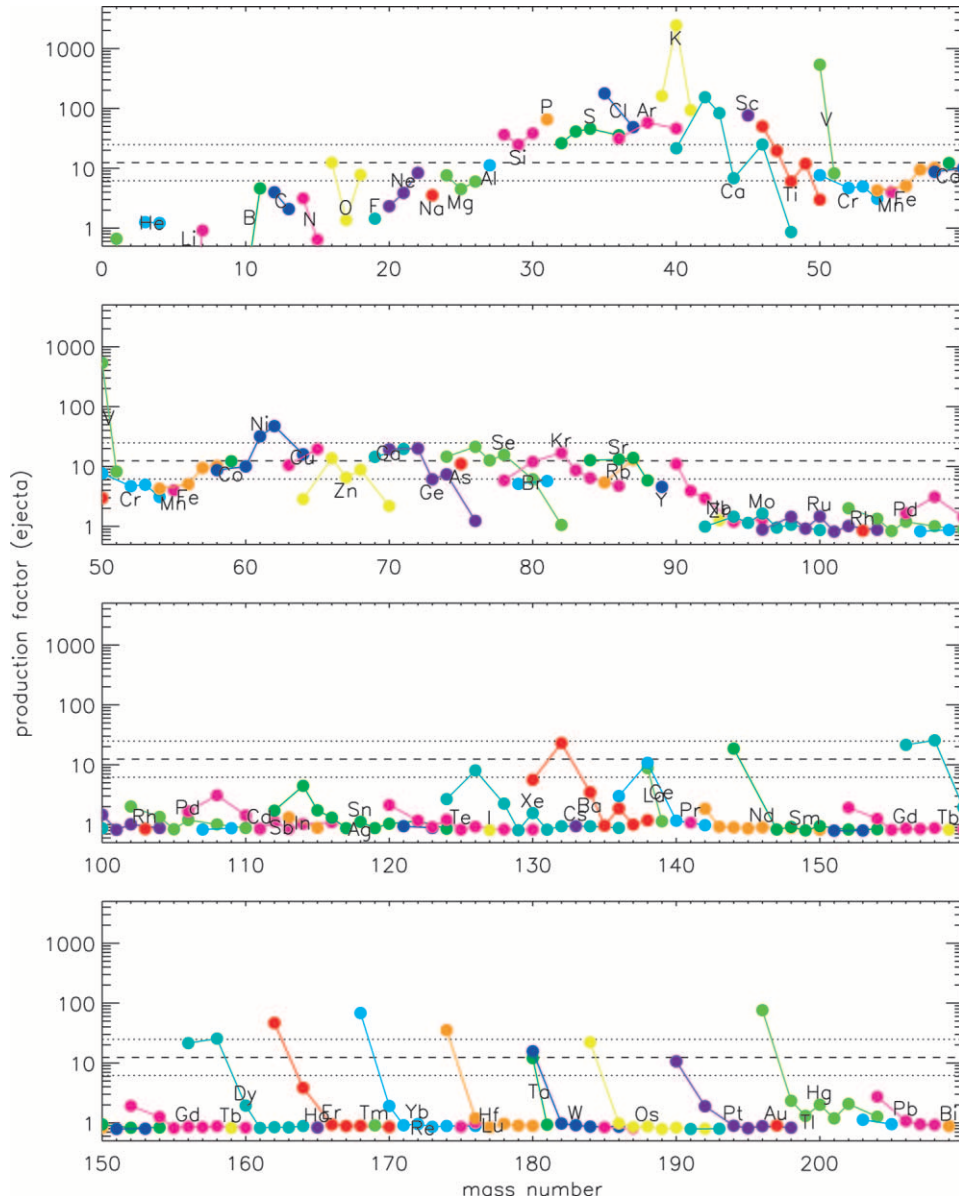 production factor (ejecta)
1000
100
10
1
He
Li
B
C
N
O
F
Ne
Na
Mg
Al
Si
P
S
Cl
Ar
K
Ca
Sc
Ti
V
Cr
Mn
Fe
Co
0 10 20 30 40 50
1000
100
10
1
V
Cr
Mn
Fe
Co
Ni
Cu
Zn
Ga
Ge
As
Se
Br
Kr
Rb
Sr
Y
Zr
Nb
Mo
Ru
Rh
Pd
50 60 70 80 90 100
1000
100
10
1
Rh
Pd
Ag
Cd
In
Sn
Sb
Te
I
Xe
Cs
Ba
La
Ce
Pr
Nd
Sm
Gd
Tb
100 110 120 130 140 150
1000
100
10
1
Gd
Tb
Dy
Ho
Er
Tm
Yb
Lu
Hf
Ta
W
Re
Os
Pt
Au
Hg
Tl
Pb
Bi
150 160 170 180 190 200
mass number